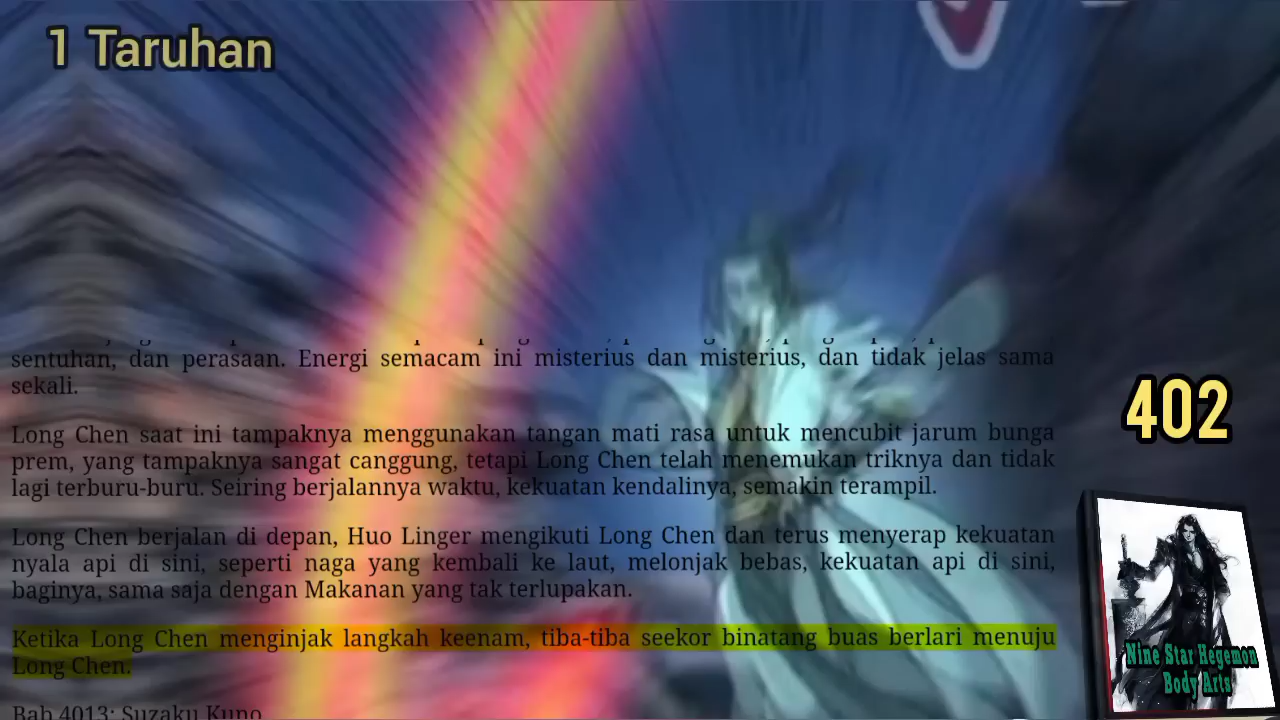 1 Taruhan
sentuhan, dan perasaan. Energi semacam ini misterius dan misterius, dan tidak jelas sama
sekali.
Long Chen saat ini tampaknya menggunakan tangan mati rasa untuk mencubit jarum bunga
prem, yang tampaknya sangat canggung, tetapi Long Chen telah menemukan triknya dan tidak
lagi terburu-buru. Seiring berjalannya waktu, kekuatan kendalinya, semakin terampil.
Long Chen berjalan di depan, Huo Linger mengikuti Long Chen dan terus menyerap kekuatan
nyala api di sini, seperti naga yang kembali ke laut, melonjak bebas, kekuatan api di sini,
baginya, sama saja dengan Makanan yang tak terlupakan.
Ketika Long Chen menginjak langkah keenam, tiba-tiba seekor binatang buas berlari menuju
Long Chen.
Bab 4013: Suzaku Kuno
402
Nine Star Hegemon
Body Arts